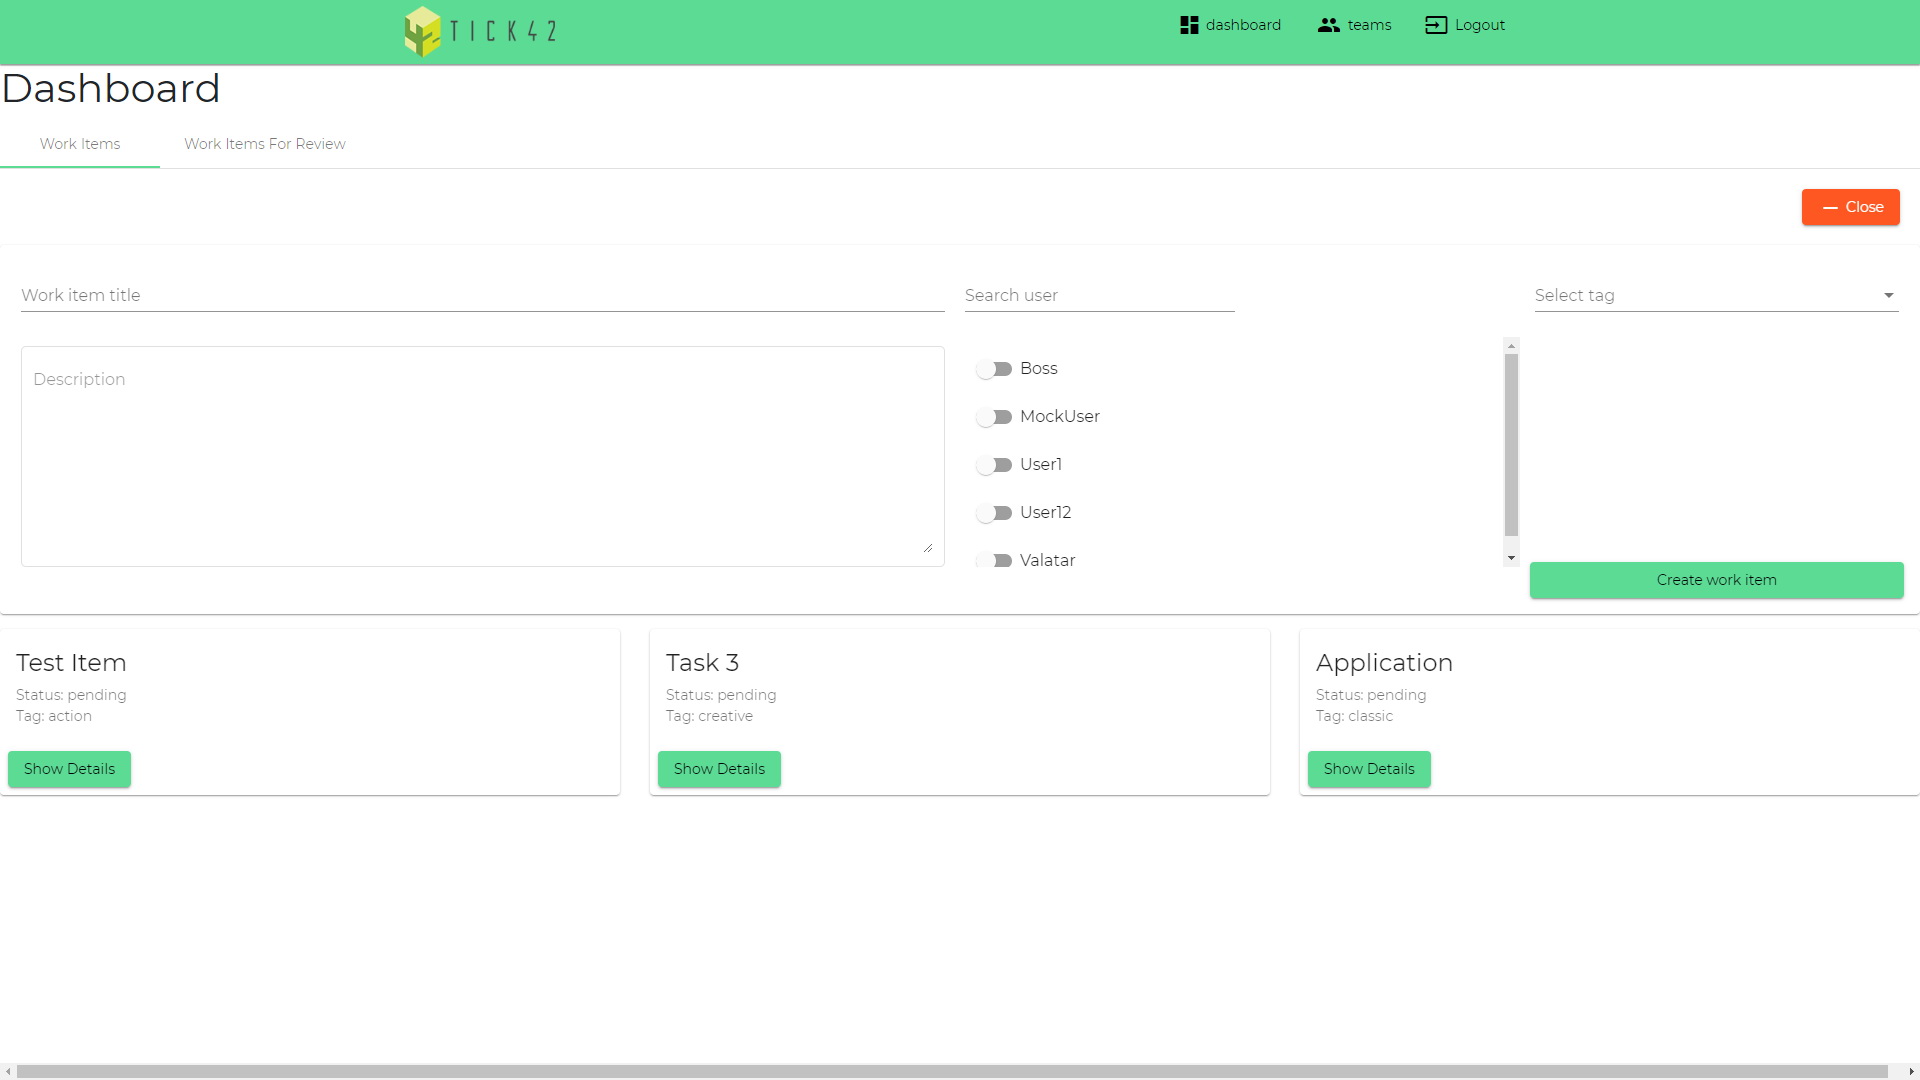 TICK42
dashboard
teams
Logout
Dashboard
Work Items
Work Items For Review
Close
Work item title
Search user
Select tag
Description
Boss
MockUser
User1
User12
Valatar
Create work item
Test Item
Status: pending
Tag: action
Show Details
Task 3
Status: pending
Tag: creative
Show Details
Application
Status: pending
Tag: classic
Show Details